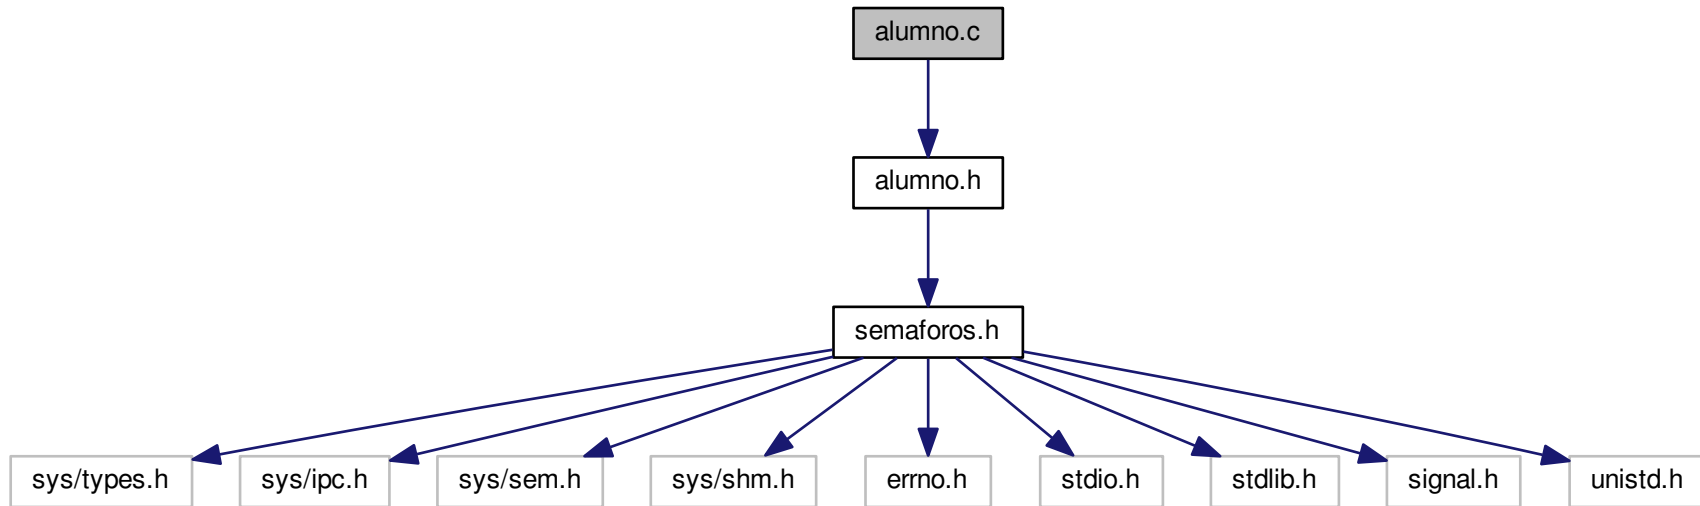 alumno.c
alumno.h
semaforos.h
sys/types.h
sys/ipc.h
sys/sem.h
sys/shm.h
errno.h
stdio.h
stdlib.h
signal.h
unistd.h